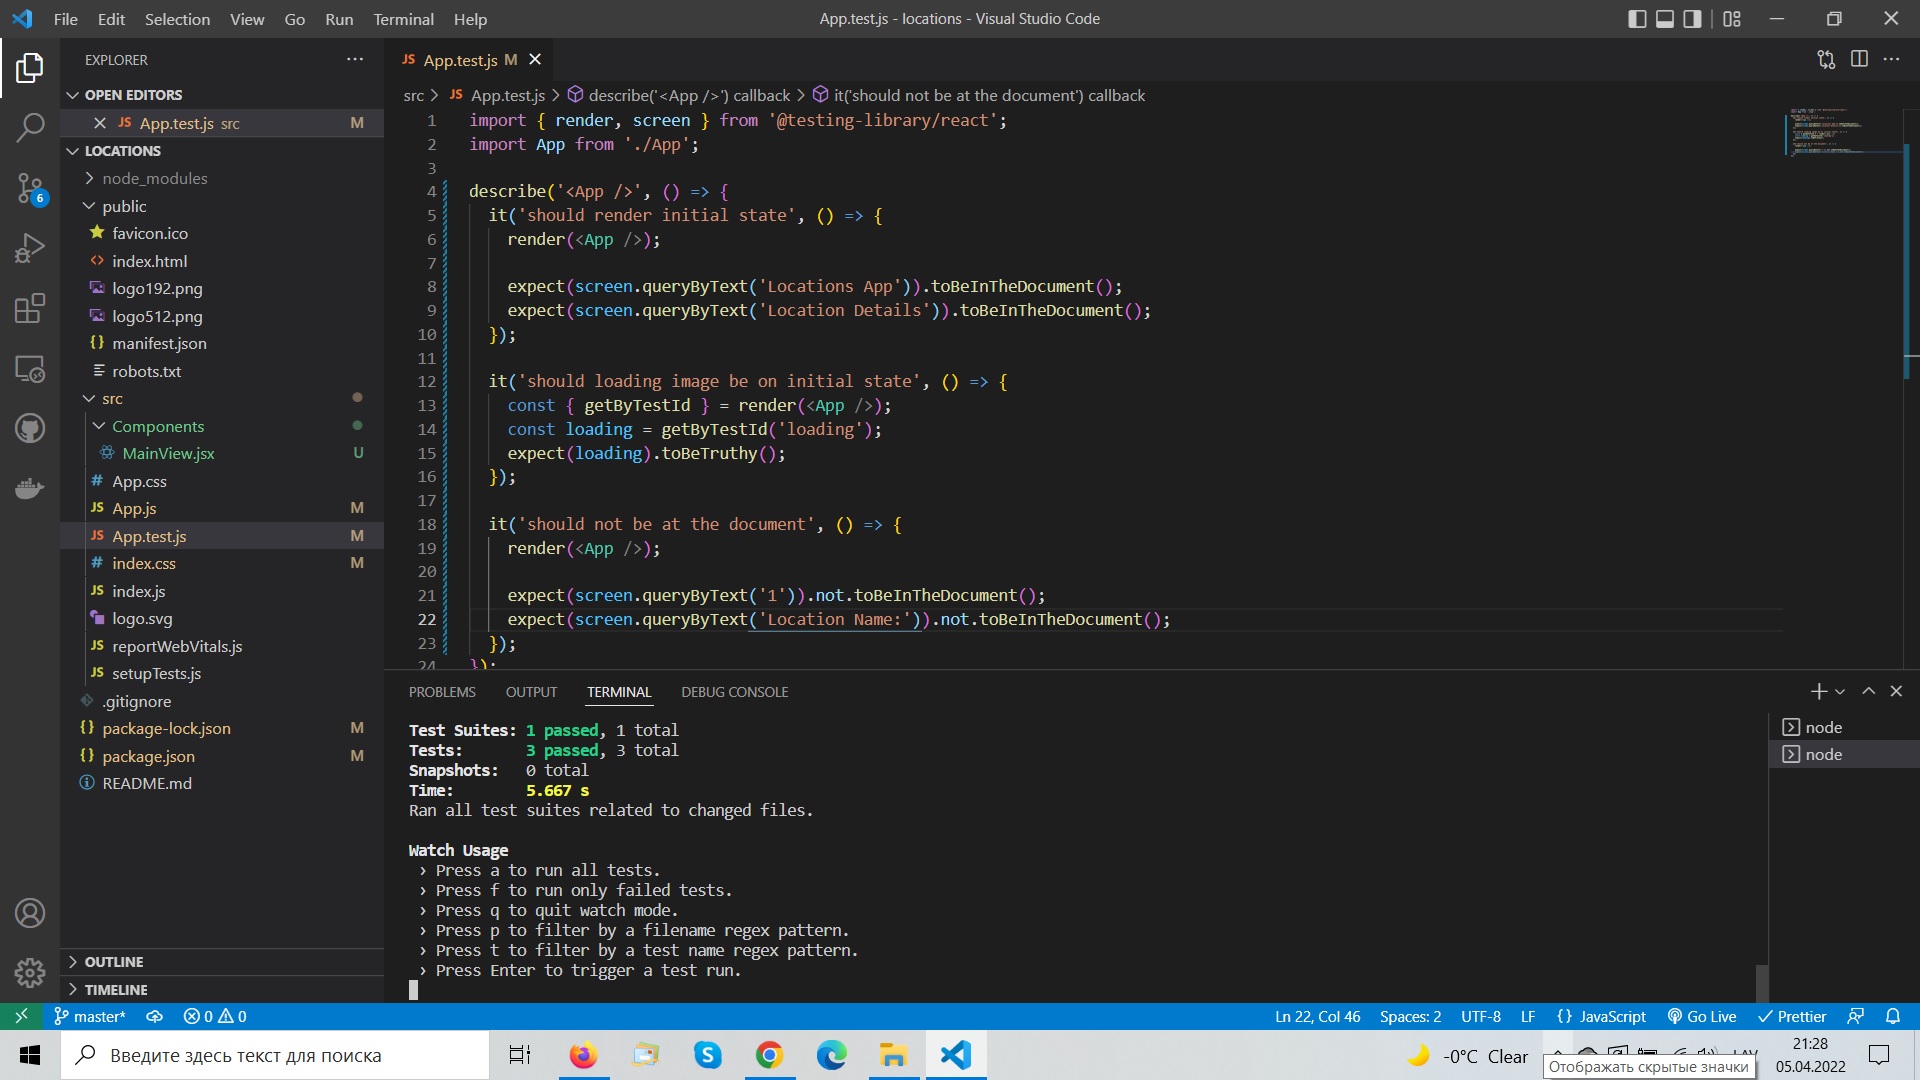 File Edit Selection View Go Run Terminal Help
App.test.js - locations - Visual Studio Code
EXPLORER
OPEN EDITORS
JS App.test.js src M
LOCATIONS
node_modules
public
favicon.ico
<> index.html
logo192.png
logo512.png
{} manifest.json
robots.txt
src
Components
MainView.jsx U
# App.css
JS App.js M
JS App.test.js M
# index.css M
JS index.js
logo.svg
JS reportWebVitals.js
JS setupTests.js
.gitignore
{} package-lock.json M
{} package.json M
README.md
OUTLINE
TIMELINE
6
JS App.test.js M
src > JS App.test.js > describe('<App />') callback > it('should not be at the document') callback
1 import { render, screen } from '@testing-library/react';
2 import App from './App';
3
4 describe('<App />', () => {
5 it('should render initial state', () => {
6 render(<App />);
7
8 expect(screen.queryByText('Locations App')).toBeInTheDocument();
9 expect(screen.queryByText('Location Details')).toBeInTheDocument();
10 });
11
12 it('should loading image be on initial state', () => {
13 const { getByTestId } = render(<App />);
14 const loading = getByTestId('loading');
15 expect(loading).toBeTruthy();
16 });
17
18 it('should not be at the document', () => {
19 render(<App />);
20
21 expect(screen.queryByText('1')).not.toBeInTheDocument();
22 expect(screen.queryByText('Location Name:')).not.toBeInTheDocument();
23 });
24 });
PROBLEMS OUTPUT TERMINAL DEBUG CONSOLE
Test Suites: 1 passed, 1 total
Tests: 3 passed, 3 total
Snapshots: 0 total
Time: 5.667 s
Ran all test suites related to changed files.
Watch Usage
› Press a to run all tests.
› Press f to run only failed tests.
› Press q to quit watch mode.
› Press p to filter by a filename regex pattern.
› Press t to filter by a test name regex pattern.
› Press Enter to trigger a test run.
node
node
master* 0 0 Ln 22, Col 46 Spaces: 2 UTF-8 LF {} JavaScript Go Live Prettier
Введите здесь текст для поиска
-0°C Clear
Отображать скрытые значки
21:28
05.04.2022